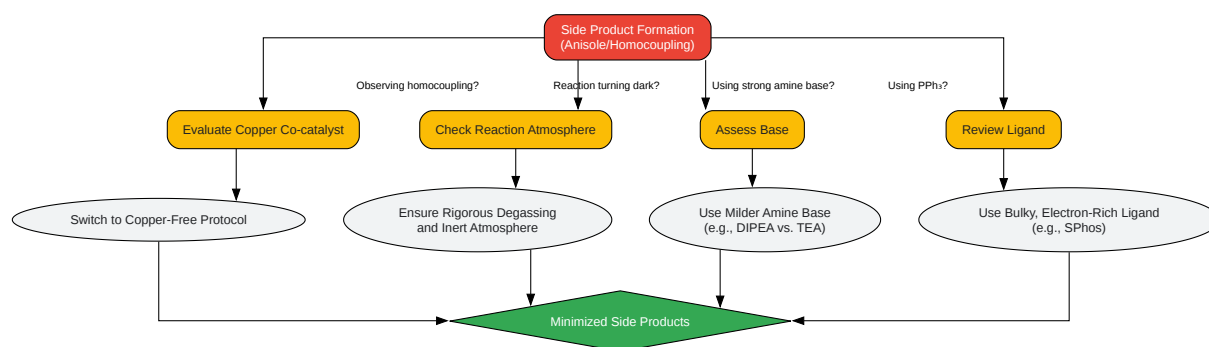 Side Product Formation
(Anisole/Homocoupling)
Observing homocoupling?
Reaction turning dark?
Using strong amine base?
Using PPh₃?
Evaluate Copper Co-catalyst
Check Reaction Atmosphere
Assess Base
Review Ligand
Switch to Copper-Free Protocol
Ensure Rigorous Degassing
and Inert Atmosphere
Use Milder Amine Base
(e.g., DIPEA vs. TEA)
Use Bulky, Electron-Rich Ligand
(e.g., SPhos)
Minimized Side Products